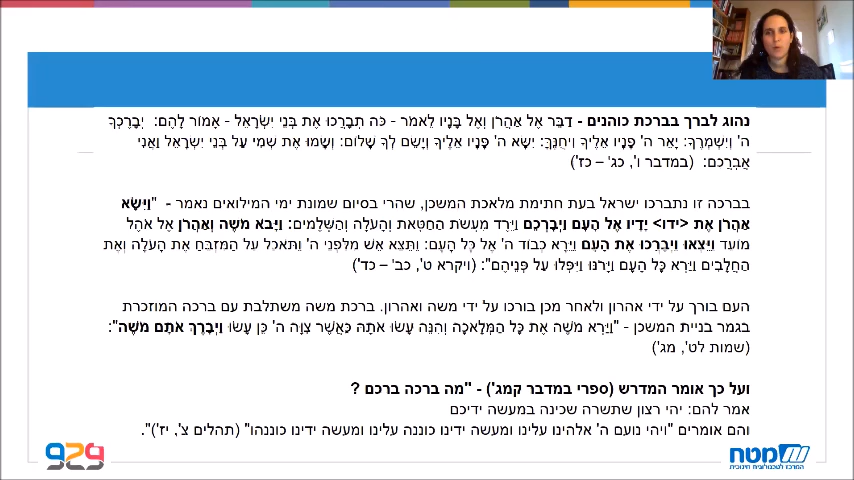 נהוג לברך בברכת כוהנים - דַּבֵּר אֶל אַהֲרֹן וְאֶל בָּנָיו לֵאמֹר - כֹּה תְבָרֲכוּ אֶת בְּנֵי יִשְׂרָאֵל - אָמוֹר לָהֶם: יְבָרֶכְךָ
ה' וְיִשְׁמְרֶךָ: יָאֵר ה' פָּנָיו אֵלֶיךָ וִיחֻנֶּךָּ: יִשָּׂא ה' פָּנָיו אֵלֶיךָ וְיָשֵׂם לְךָ שָׁלוֹם: וְשָׂמוּ אֶת שְׁמִי עַל בְּנֵי יִשְׂרָאֵל וַאֲנִי
אֲבָרֲכֵם: (במדבר ו', כג' – כז')
בברכה זו נתברכו ישראל בעת חתימת מלאכת המשכן, שהרי בסיום שמונת ימי המילואים נאמר - "וַיִּשָּׂא
אַהֲרֹן אֶת <ידו> יָדָיו אֶל הָעָם וַיְבָרְכֵם וַיֵּרֶד מֵעֲשֹׂת הַחַטָּאת וְהָעֹלָה וְהַשְּׁלָמִים: וַיָּבֹא מֹשֶׁה וְאַהֲרֹן אֶל אֹהֶל
מוֹעֵד וַיֵּצְאוּ וַיְבָרֲכוּ אֶת הָעָם וַיֵּרָא כְבוֹד ה' אֶל כָּל הָעָם: וַתֵּצֵא אֵשׁ מִלִּפְנֵי ה' וַתֹּאכַל עַל הַמִּזְבֵּחַ אֶת הָעֹלָה וְאֶת
הַחֲלָבִים וַיַּרְא כָּל הָעָם וַיָּרֹנּוּ וַיִּפְּלוּ עַל פְּנֵיהֶם": (ויקרא ט', כב' – כד')
העם בורך על ידי אהרון ולאחר מכן בורכו על ידי משה ואהרון. ברכת משה משתלבת עם ברכה המוזכרת
בגמר בניית המשכן - "וַיַּרְא מֹשֶׁה אֶת כָּל הַמְּלָאכָה וְהִנֵּה עָשׂוּ אֹתָהּ כַּאֲשֶׁר צִוָּה ה' כֵּן עָשׂוּ וַיְבָרֶךְ אֹתָם מֹשֶׁה":
(שמות לט', מג')
ועל כך אומר המדרש (ספרי במדבר קמג') - "מה ברכה ברכם ?
אמר להם: יהי רצון שתשרה שכינה במעשה ידיכם
והם אומרים "ויהי נועם ה' אלהינו עלינו ומעשה ידינו כוננה עלינו ומעשה ידינו כוננהו" (תהלים צ', יז')".
929
מטח
המרכז לטכנולוגיה חינוכית